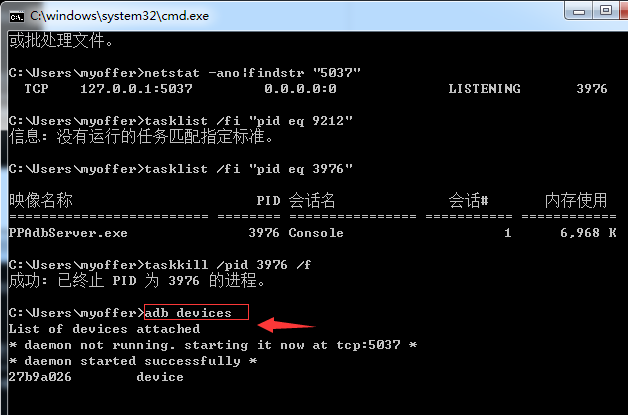 C:\windows\system32\cmd.exe
或批处理文件。
C:\Users\myoffer>netstat -ano|findstr "5037"
TCP 127.0.0.1:5037 0.0.0.0:0 LISTENING 3976
C:\Users\myoffer>tasklist /fi "pid eq 9212"
信息: 没有运行的任务匹配指定标准。
C:\Users\myoffer>tasklist /fi "pid eq 3976"
映像名称 PID 会话名 会话# 内存使用
========================= ======== ================ =========== ============
PPAdbServer.exe 3976 Console 1 6,968 K
C:\Users\myoffer>taskkill /pid 3976 /f
成功: 已终止 PID 为 3976 的进程。
C:\Users\myoffer>adb devices
List of devices attached
* daemon not running. starting it now at tcp:5037 *
* daemon started successfully *
27b9a026 device